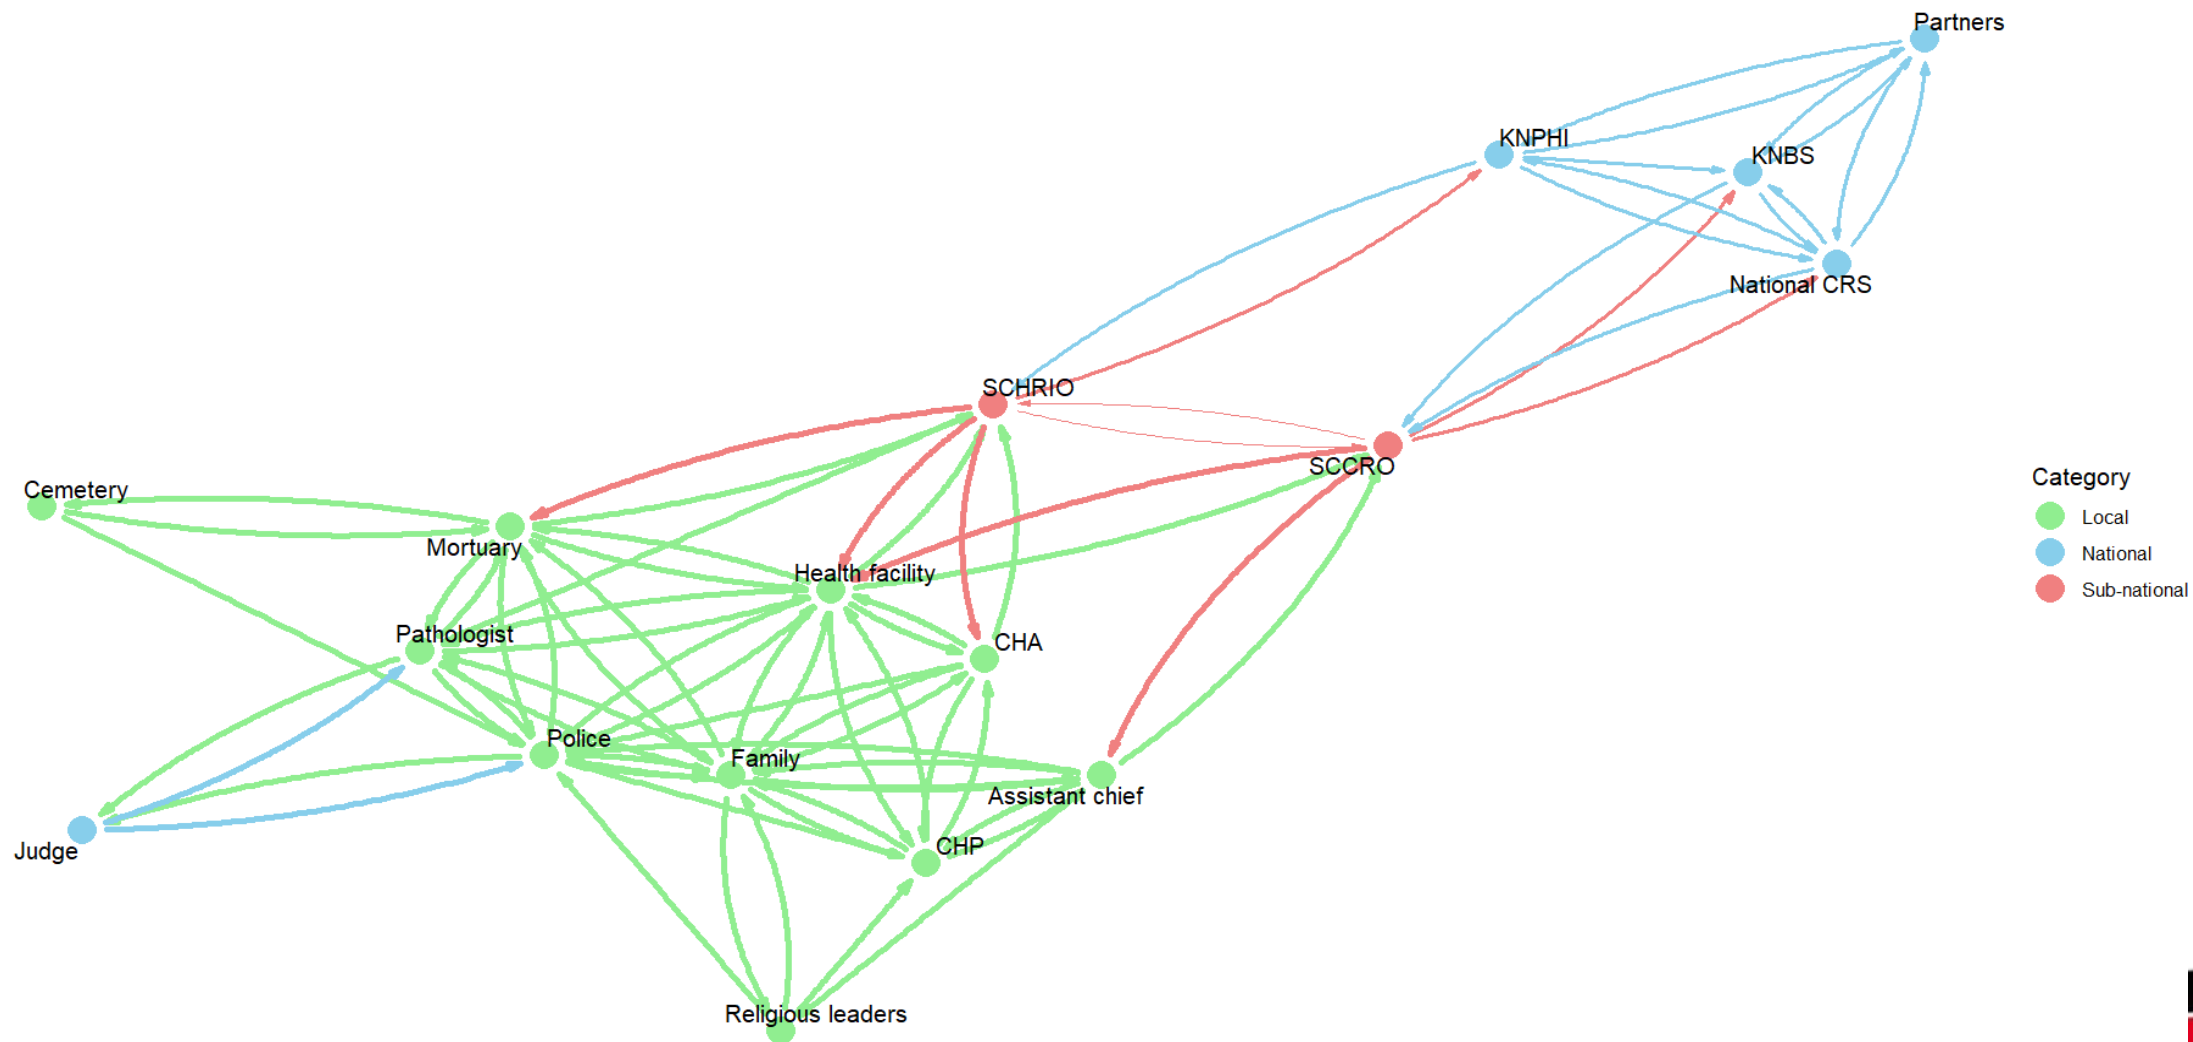 Partners
KNPHI
KNBS
National CRS
SCHRIO
SCCRO
Cemetery
Mortuary
Health facility
Pathologist
CHA
Police
Family
Assistant chief
Judge
CHP
Religious leaders
Category
Local
National
Sub-national